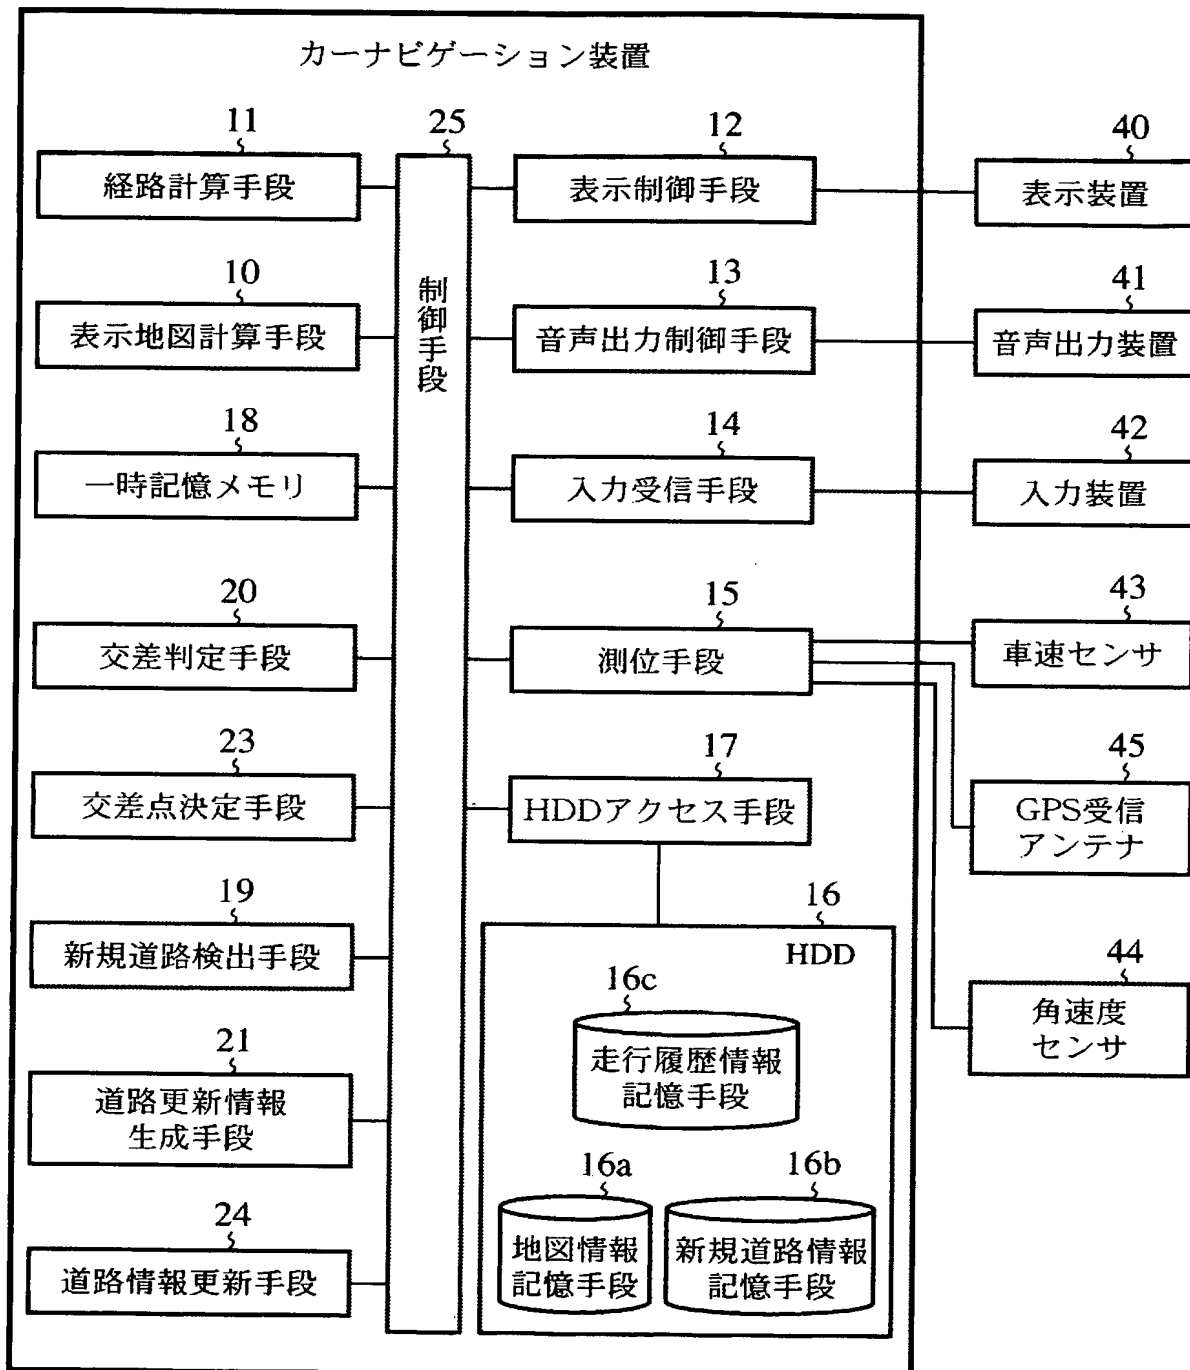 カーナビゲーション装置
11
経路計算手段
25
制御手段
12
表示制御手段
40
表示装置
10
表示地図計算手段
13
音声出力制御手段
41
音声出力装置
18
一時記憶メモリ
14
入力受信手段
42
入力装置
20
交差判定手段
15
測位手段
43
車速センサ
23
交差点決定手段
17
HDDアクセス手段
45
GPS受信
アンテナ
19
新規道路検出手段
16
HDD
44
角速度
センサ
16c
走行履歴情報
記憶手段
21
道路更新情報
生成手段
16a
地図情報
記憶手段
16b
新規道路情報
記憶手段
24
道路情報更新手段